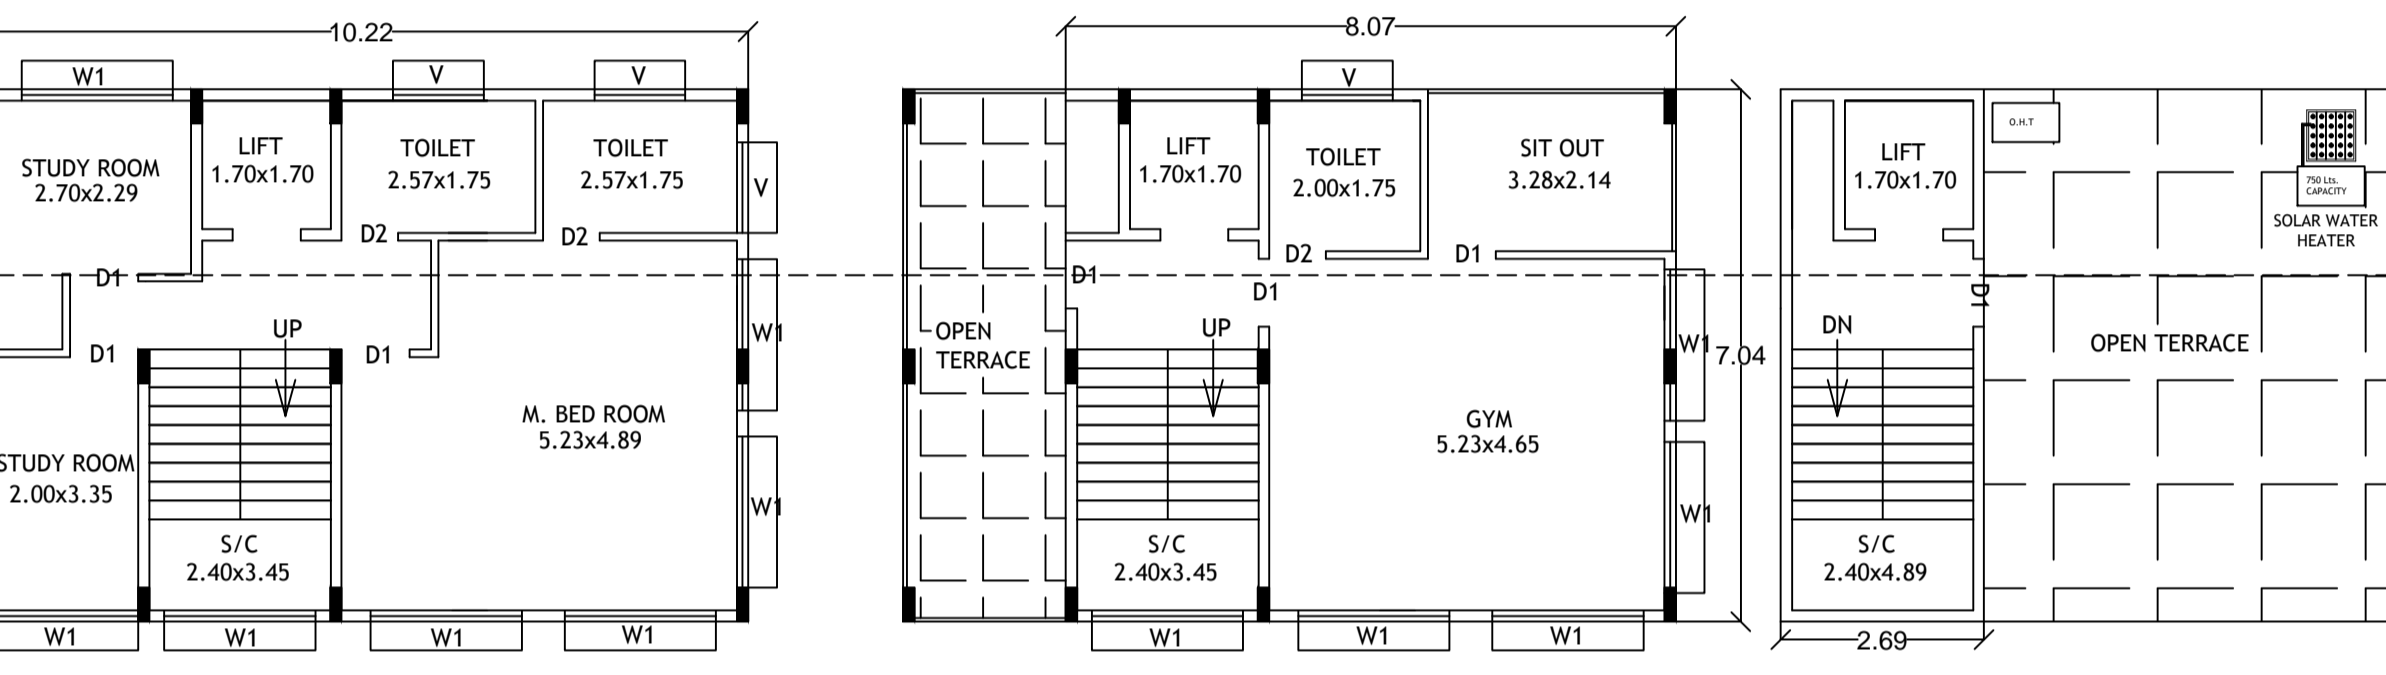 10.22
W1
V
V
STUDY ROOM
2.70x2.29
LIFT
1.70x1.70
TOILET
2.57x1.75
TOILET
2.57x1.75
V
D2
D2
D1
UP
W1
D1
D1
M. BED ROOM
5.23x4.89
STUDY ROOM
2.00x3.35
W1
S/C
2.40x3.45
W1
W1
W1
W1
8.07
V
LIFT
1.70x1.70
TOILET
2.00x1.75
SIT OUT
3.28x2.14
D2
D1
D1
D1
OPEN
TERRACE
UP
W1
7.04
GYM
5.23x4.65
W1
S/C
2.40x3.45
W1
W1
W1
O.H.T
LIFT
1.70x1.70
750 Lts.
CAPACITY
SOLAR WATER
HEATER
D1
DN
OPEN TERRACE
S/C
2.40x4.89
2.69